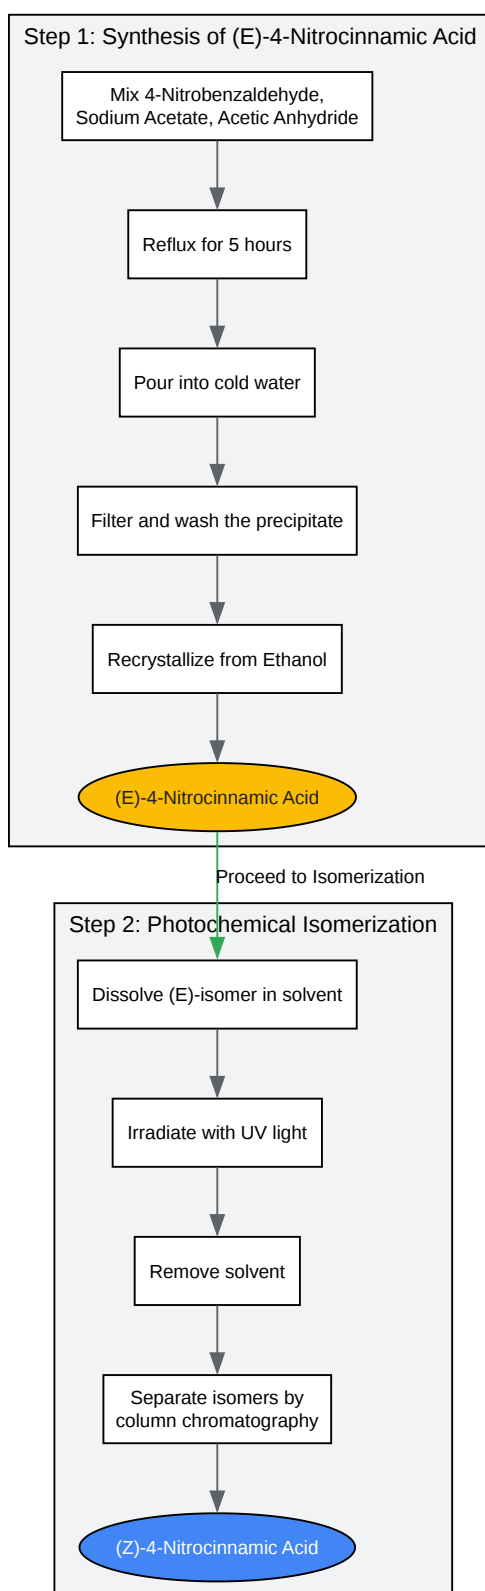 Step 1: Synthesis of (E)-4-Nitrocinnamic Acid
Mix 4-Nitrobenzaldehyde,
Sodium Acetate, Acetic Anhydride
Reflux for 5 hours
Pour into cold water
Filter and wash the precipitate
Recrystallize from Ethanol
(E)-4-Nitrocinnamic Acid
Proceed to Isomerization
Step 2: Photochemical Isomerization
Dissolve (E)-isomer in solvent
Irradiate with UV light
Remove solvent
Separate isomers by
column chromatography
(Z)-4-Nitrocinnamic Acid